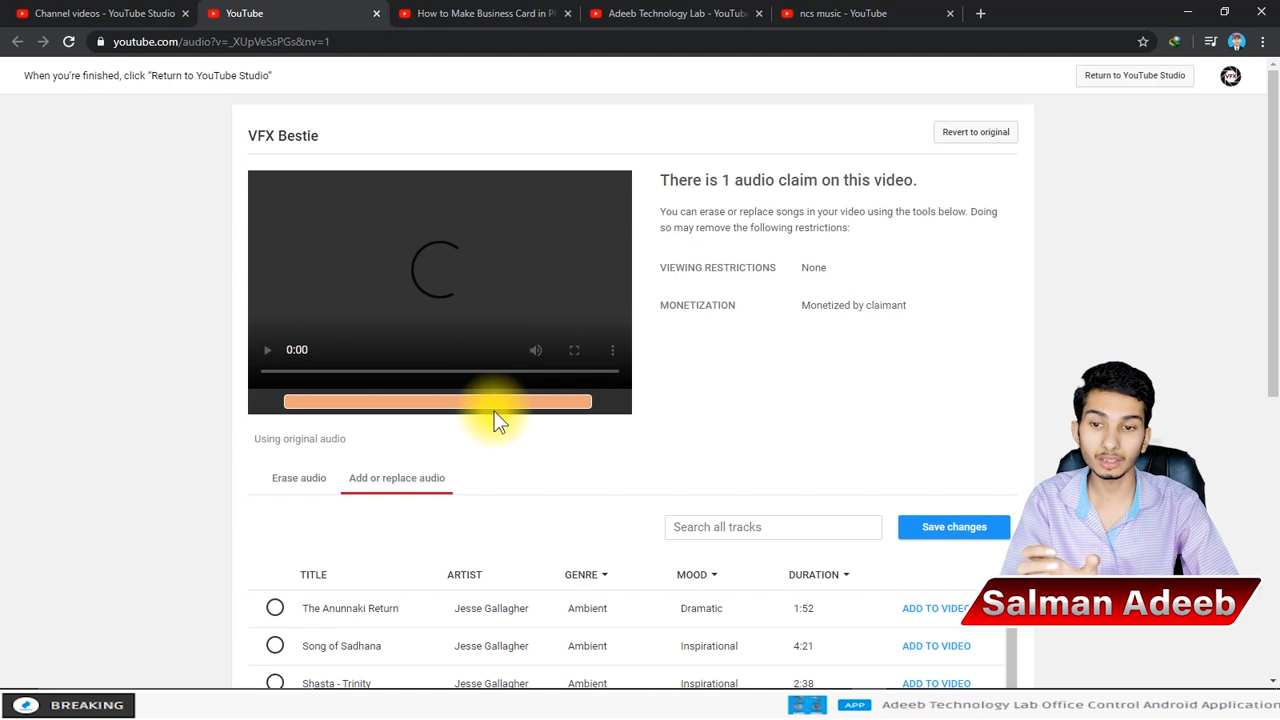 Channel videos - YouTube Studio
YouTube
How to Make Business Card in P
Adeeb Technology Lab - YouTube
ncs music - YouTube
youtube.com/audio?v=_XUpVeSsPGs&nv=1
When you're finished, click "Return to YouTube Studio"
Return to YouTube Studio
VFX
VFX Bestie
Revert to original
There is 1 audio claim on this video.
You can erase or replace songs in your video using the tools below. Doing
so may remove the following restrictions:
VIEWING RESTRICTIONS None
MONETIZATION Monetized by claimant
0:00
Using original audio
Erase audio Add or replace audio
Search all tracks Save changes
TITLE ARTIST GENRE MOOD DURATION
The Anunnaki Return Jesse Gallagher Ambient Dramatic 1:52 ADD TO VIDEO
Song of Sadhana Jesse Gallagher Ambient Inspirational 4:21 ADD TO VIDEO
Shasta - Trinity Jesse Gallagher Ambient Inspirational 2:38 ADD TO VIDEO
Salman Adeeb
BREAKING
APP Adeeb Technology Lab Office Control Android Application